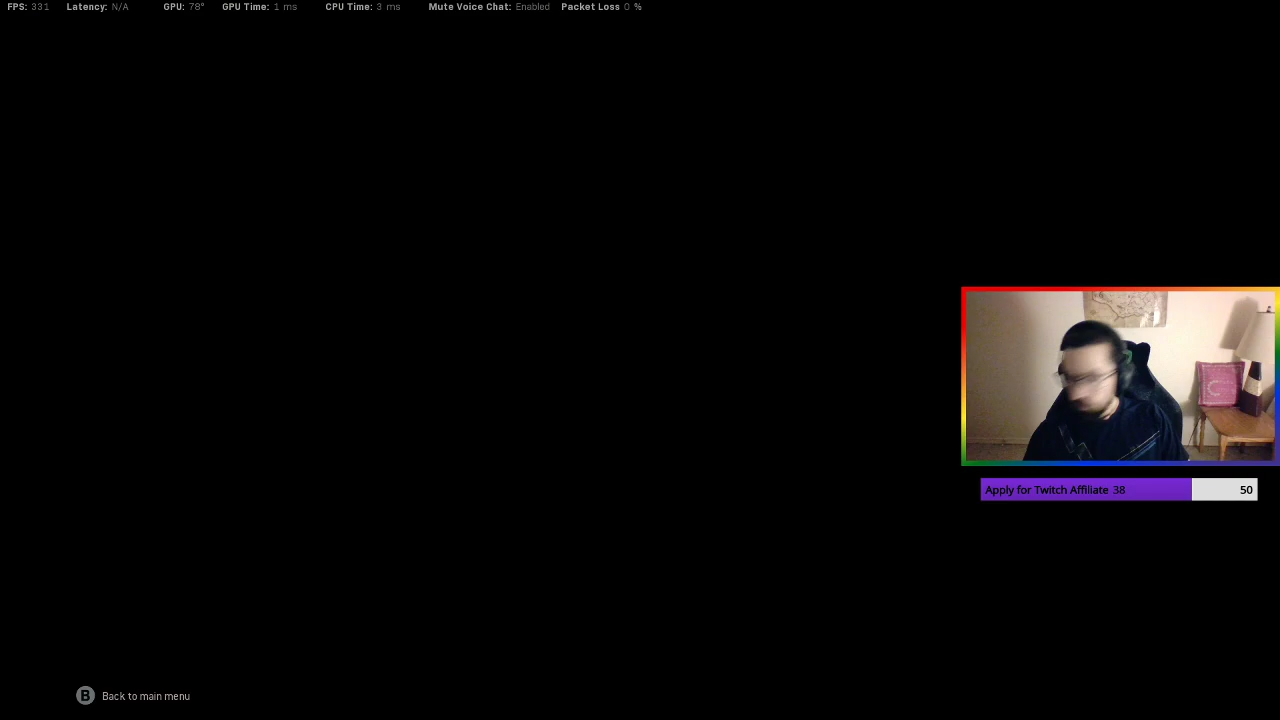 FPS: 331 Latency: N/A GPU: 78° GPU Time: 1 ms CPU Time: 3 ms Mute Voice Chat: Enabled Packet Loss 0 %
Apply for Twitch Affiliate 38 50
B Back to main menu